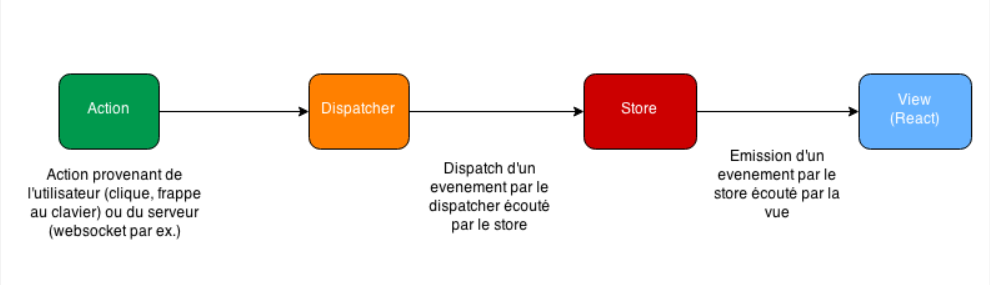 Action
Dispatcher
Store
View
(React)
Action provenant de
l'utilisateur (clique, frappe
au clavier) ou du serveur
(websocket par ex.)
Dispatch d'un
evenement par le
dispatcher écouté
par le store
Emission d'un
evenement par le
store écouté par la
vue